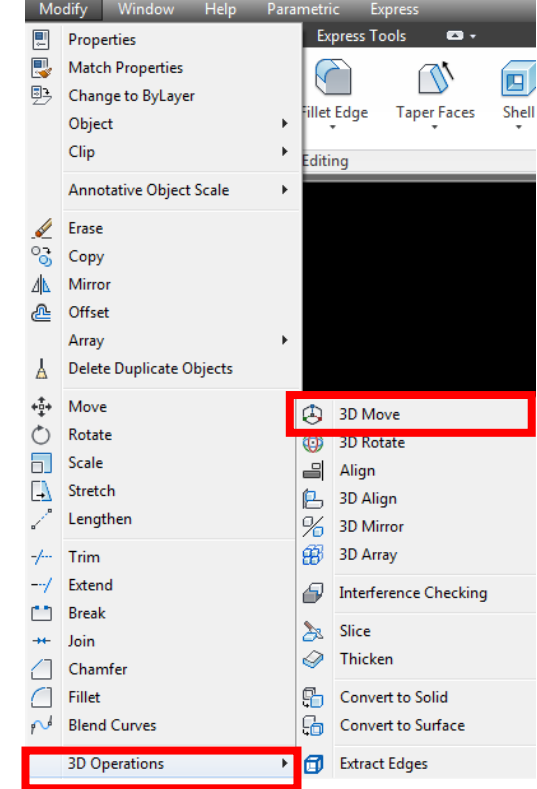 Modify Window Help Parametric Express
Express Tools
Fillet Edge Taper Faces Shell
Editing
Properties
Match Properties
Change to ByLayer
Object
Clip
Annotative Object Scale
Erase
Copy
Mirror
Offset
Array
Delete Duplicate Objects
Move
Rotate
Scale
Stretch
Lengthen
Trim
Extend
Break
Join
Chamfer
Fillet
Blend Curves
3D Operations
3D Move
3D Rotate
Align
3D Align
3D Mirror
3D Array
Interference Checking
Slice
Thicken
Convert to Solid
Convert to Surface
Extract Edges